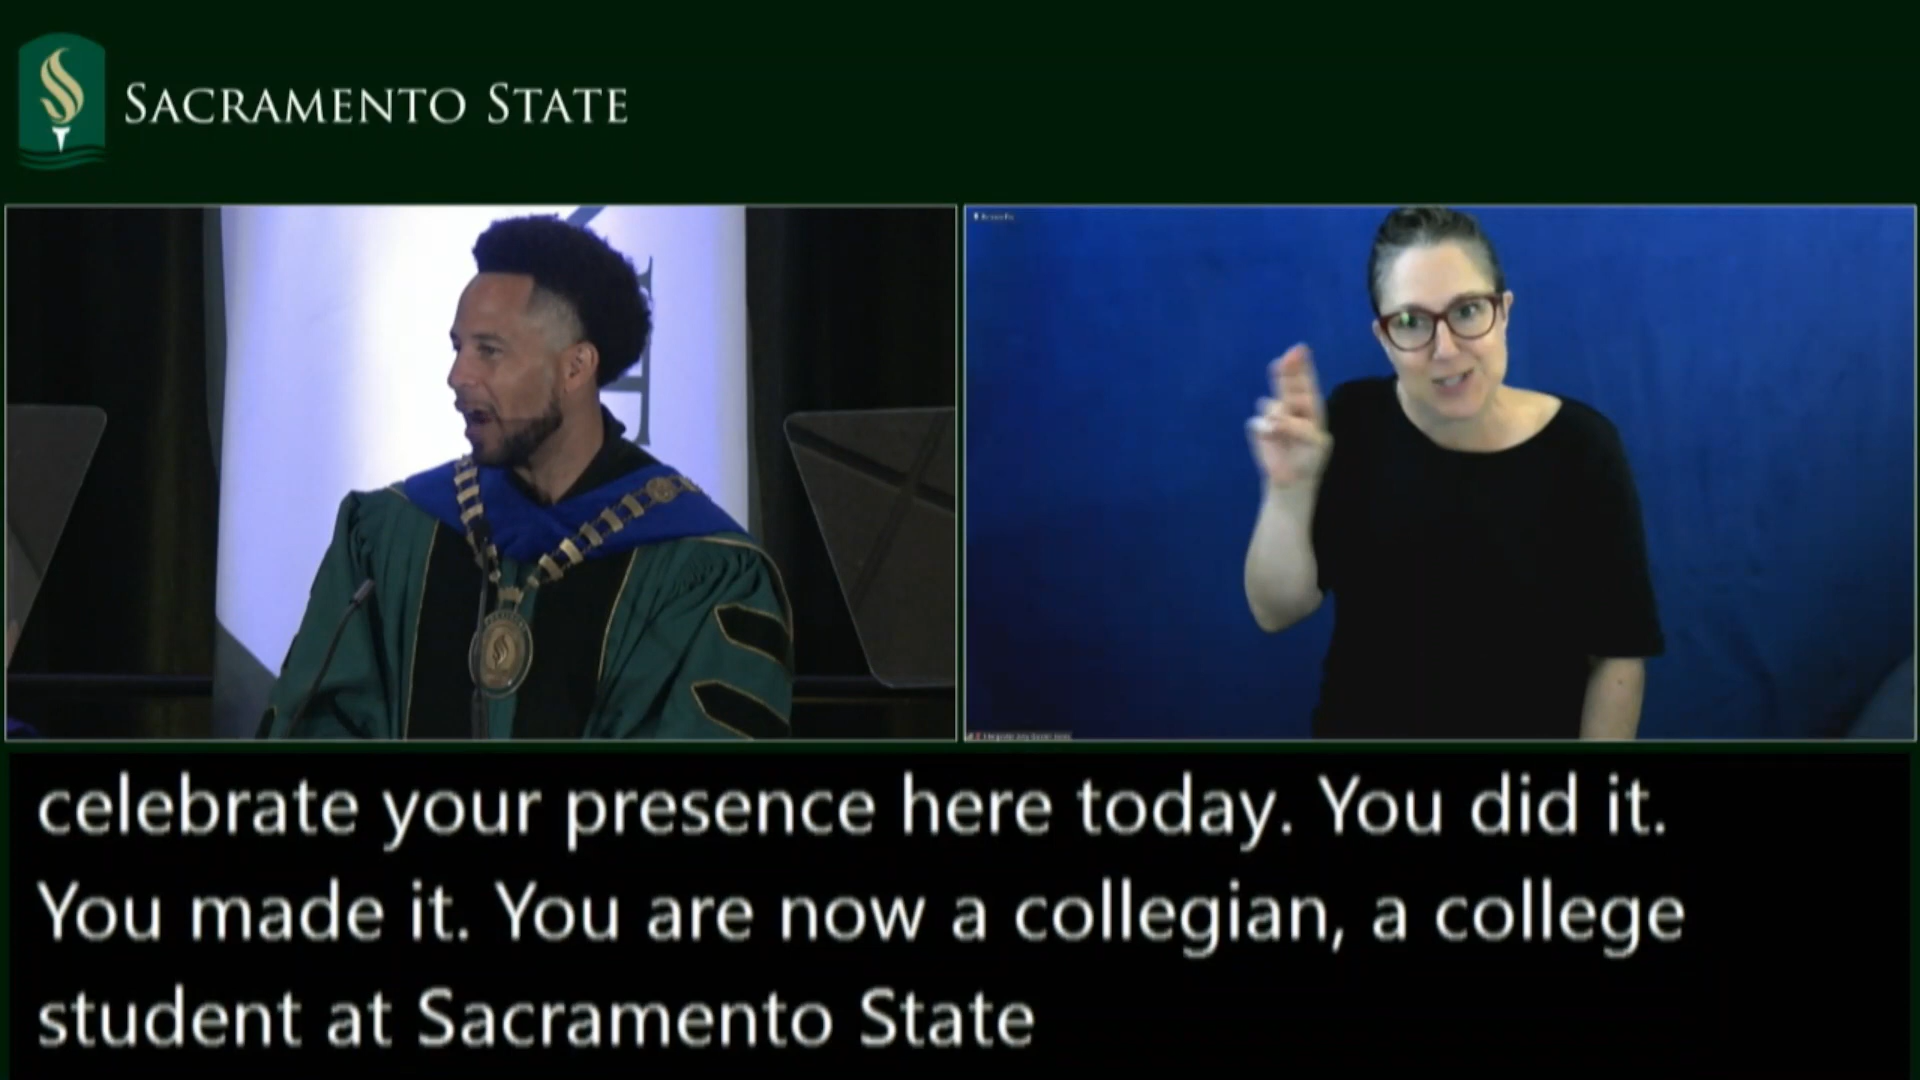 SACRAMENTO STATE
celebrate your presence here today. You did it.
You made it. You are now a collegian, a college
student at Sacramento State